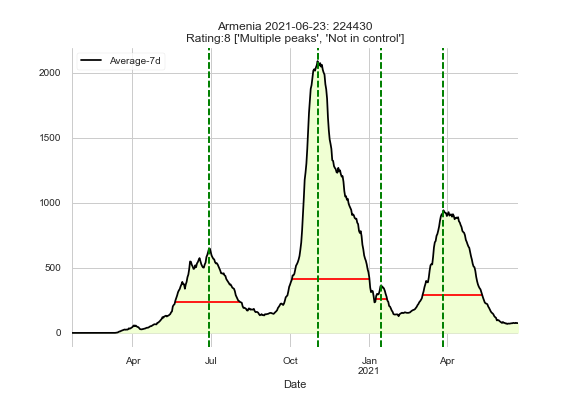 Armenia 2021-06-23: 224430
Rating:8 ['Multiple peaks', 'Not in control']
Average-7d
2000
1500
1000
500
0
Apr Jul Oct Jan Apr
2021
Date